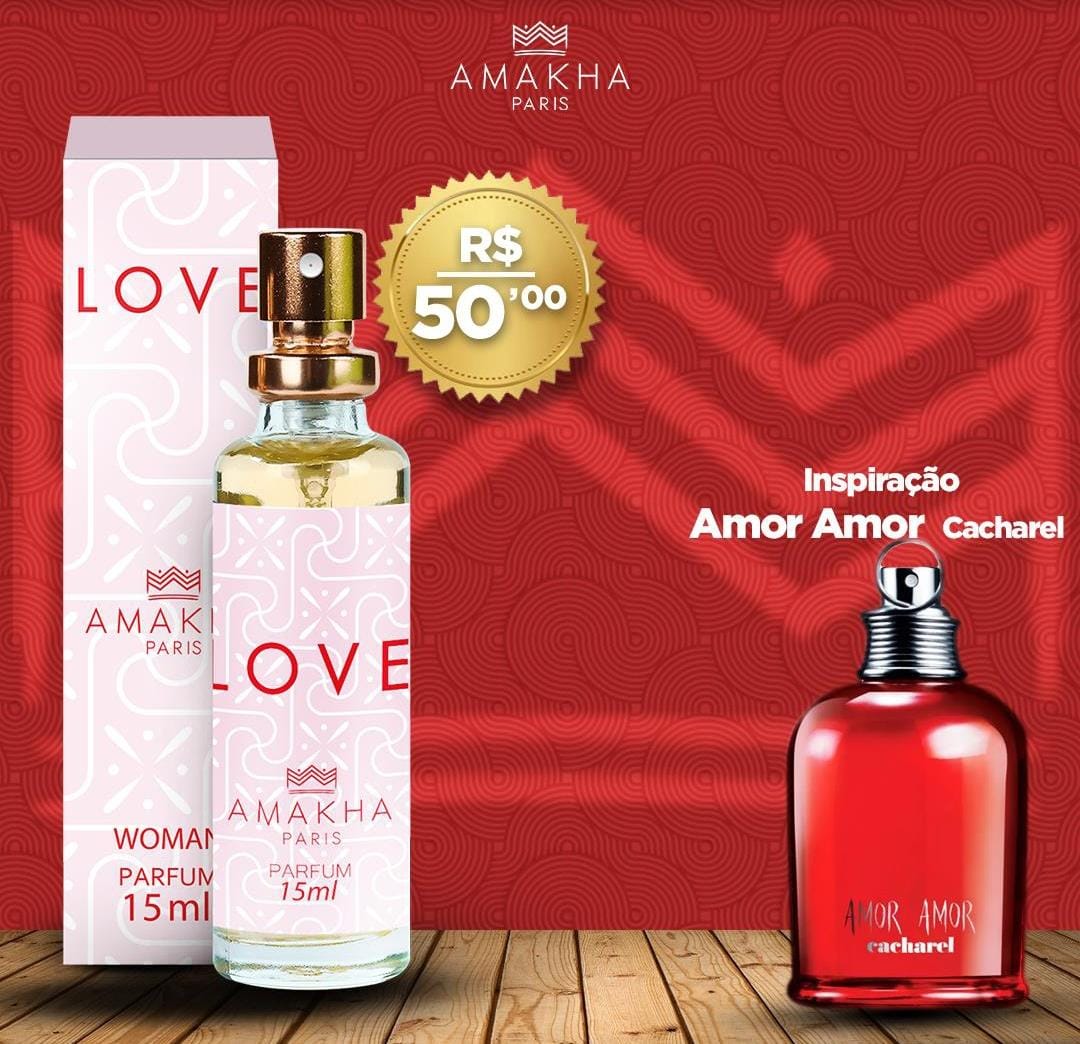 AMAKHA
PARIS
LOVE
AMAK
PARIS
WOMAN
PARFUM
15ml
LOVE
AMAKHA
PARIS
PARFUM
15ml
R$
50,00
Inspiração
Amor Amor Cacharel
AMOR AMOR
cacharel